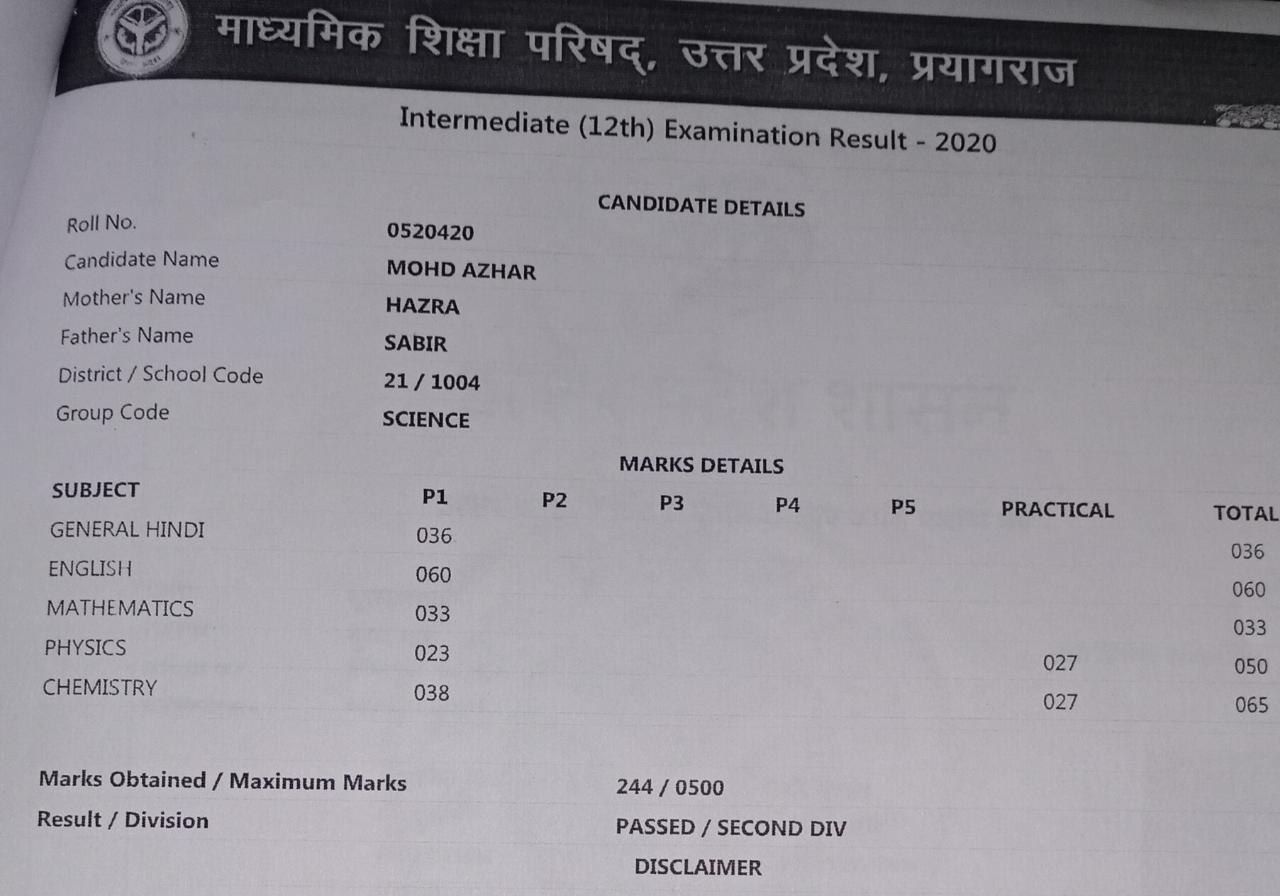 माध्यमिक शिक्षा परिषद्, उत्तर प्रदेश, प्रयागराज
Intermediate (12th) Examination Result - 2020
CANDIDATE DETAILS
Roll No. 0520420
Candidate Name MOHD AZHAR
Mother's Name HAZRA
Father's Name SABIR
District / School Code 21 / 1004
Group Code SCIENCE
MARKS DETAILS
SUBJECT P1 P2 P3 P4 P5 PRACTICAL TOTAL
GENERAL HINDI 036 036
ENGLISH 060 060
MATHEMATICS 033 033
PHYSICS 023 027 050
CHEMISTRY 038 027 065
Marks Obtained / Maximum Marks 244 / 0500
Result / Division PASSED / SECOND DIV
DISCLAIMER